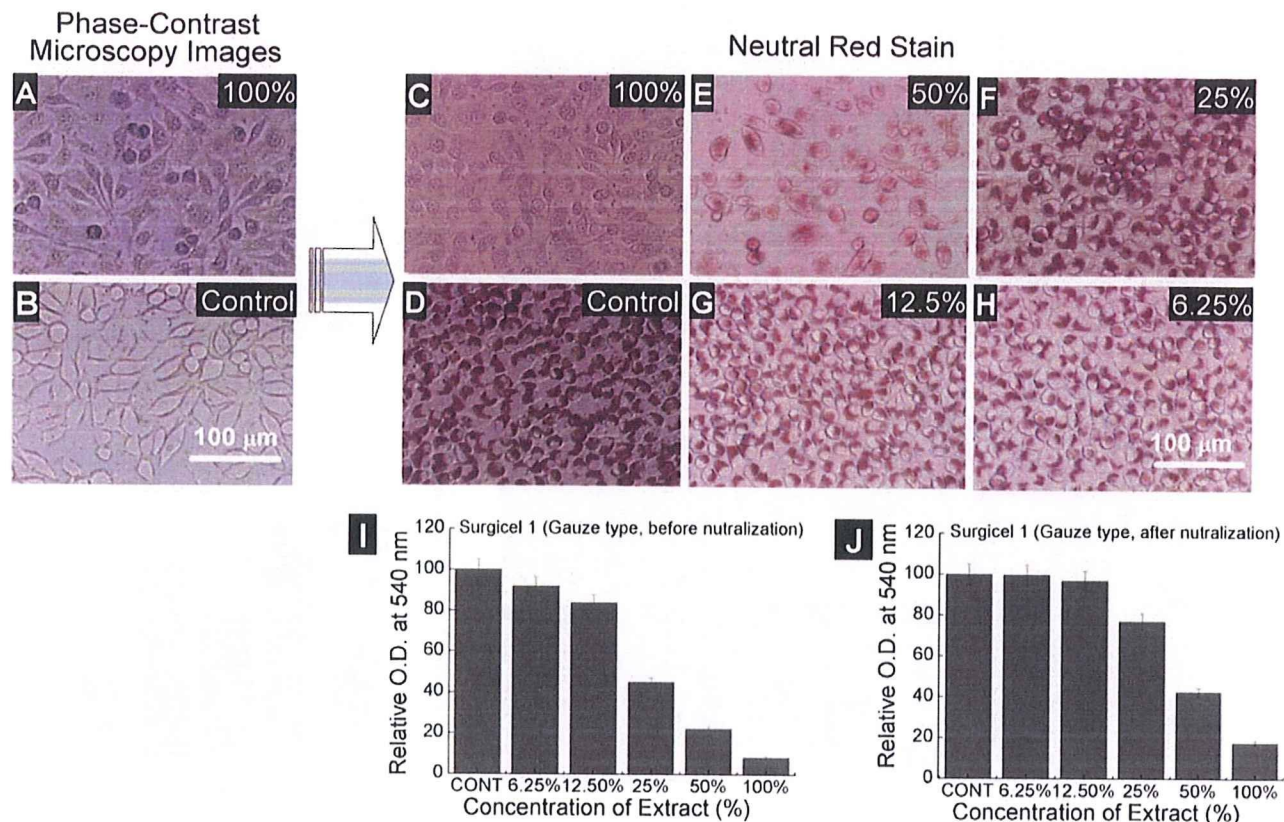 Phase-Contrast
Microscopy Images
Neutral Red Stain
A
100%
C
100%
E
50%
F
25%
B
Control
100 μm
D
Control
G
12.5%
H
6.25%
100 μm
I
Surgicel 1 (Gauze type, before nutralization)
Relative O.D. at 540 nm
120
100
80
60
40
20
0
CONT 6.25% 12.50% 25% 50% 100%
Concentration of Extract (%)
J
Surgicel 1 (Gauze type, after nutralization)
Relative O.D. at 540 nm
120
100
80
60
40
20
0
CONT 6.25% 12.50% 25% 50% 100%
Concentration of Extract (%)